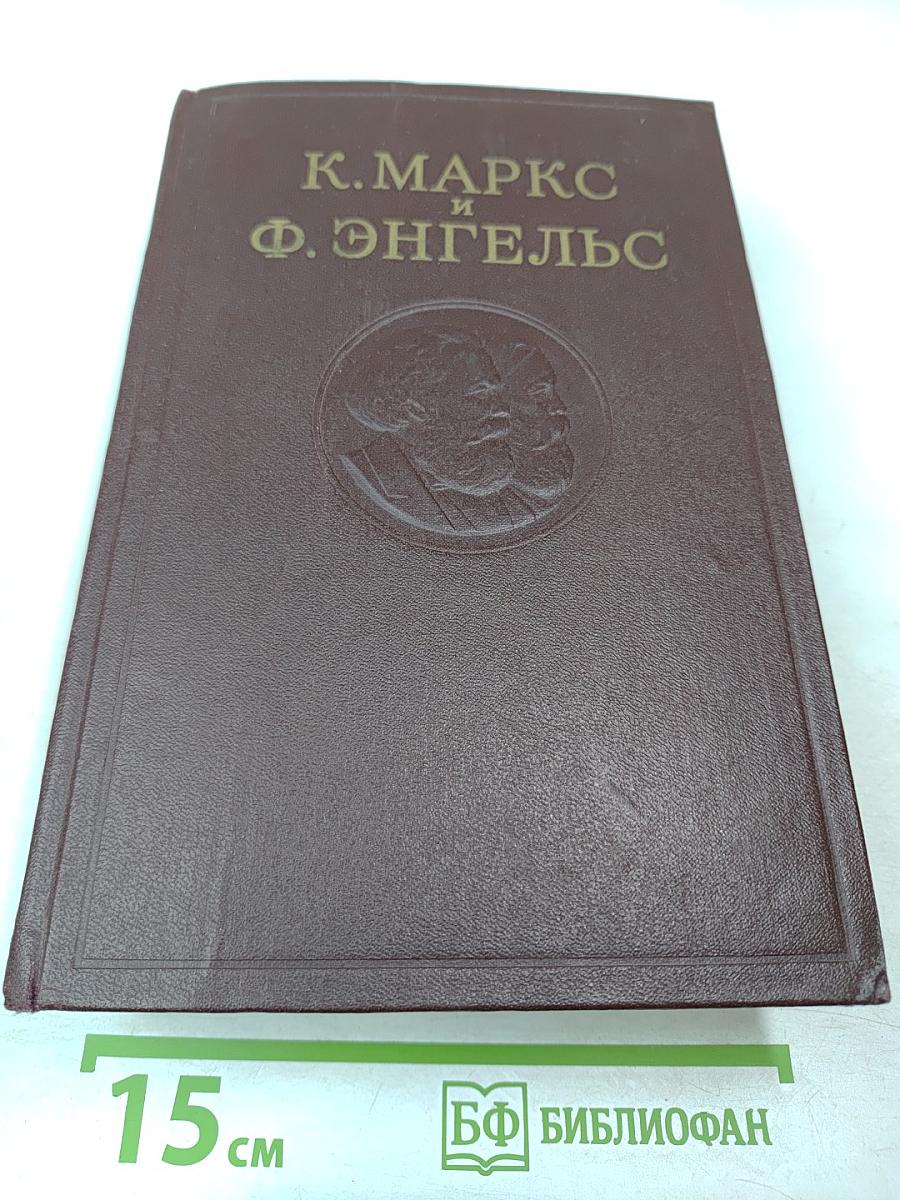 К. МАРКС
и
Ф. ЭНГЕЛЬС
15 см
БФ БИБЛИОФАН